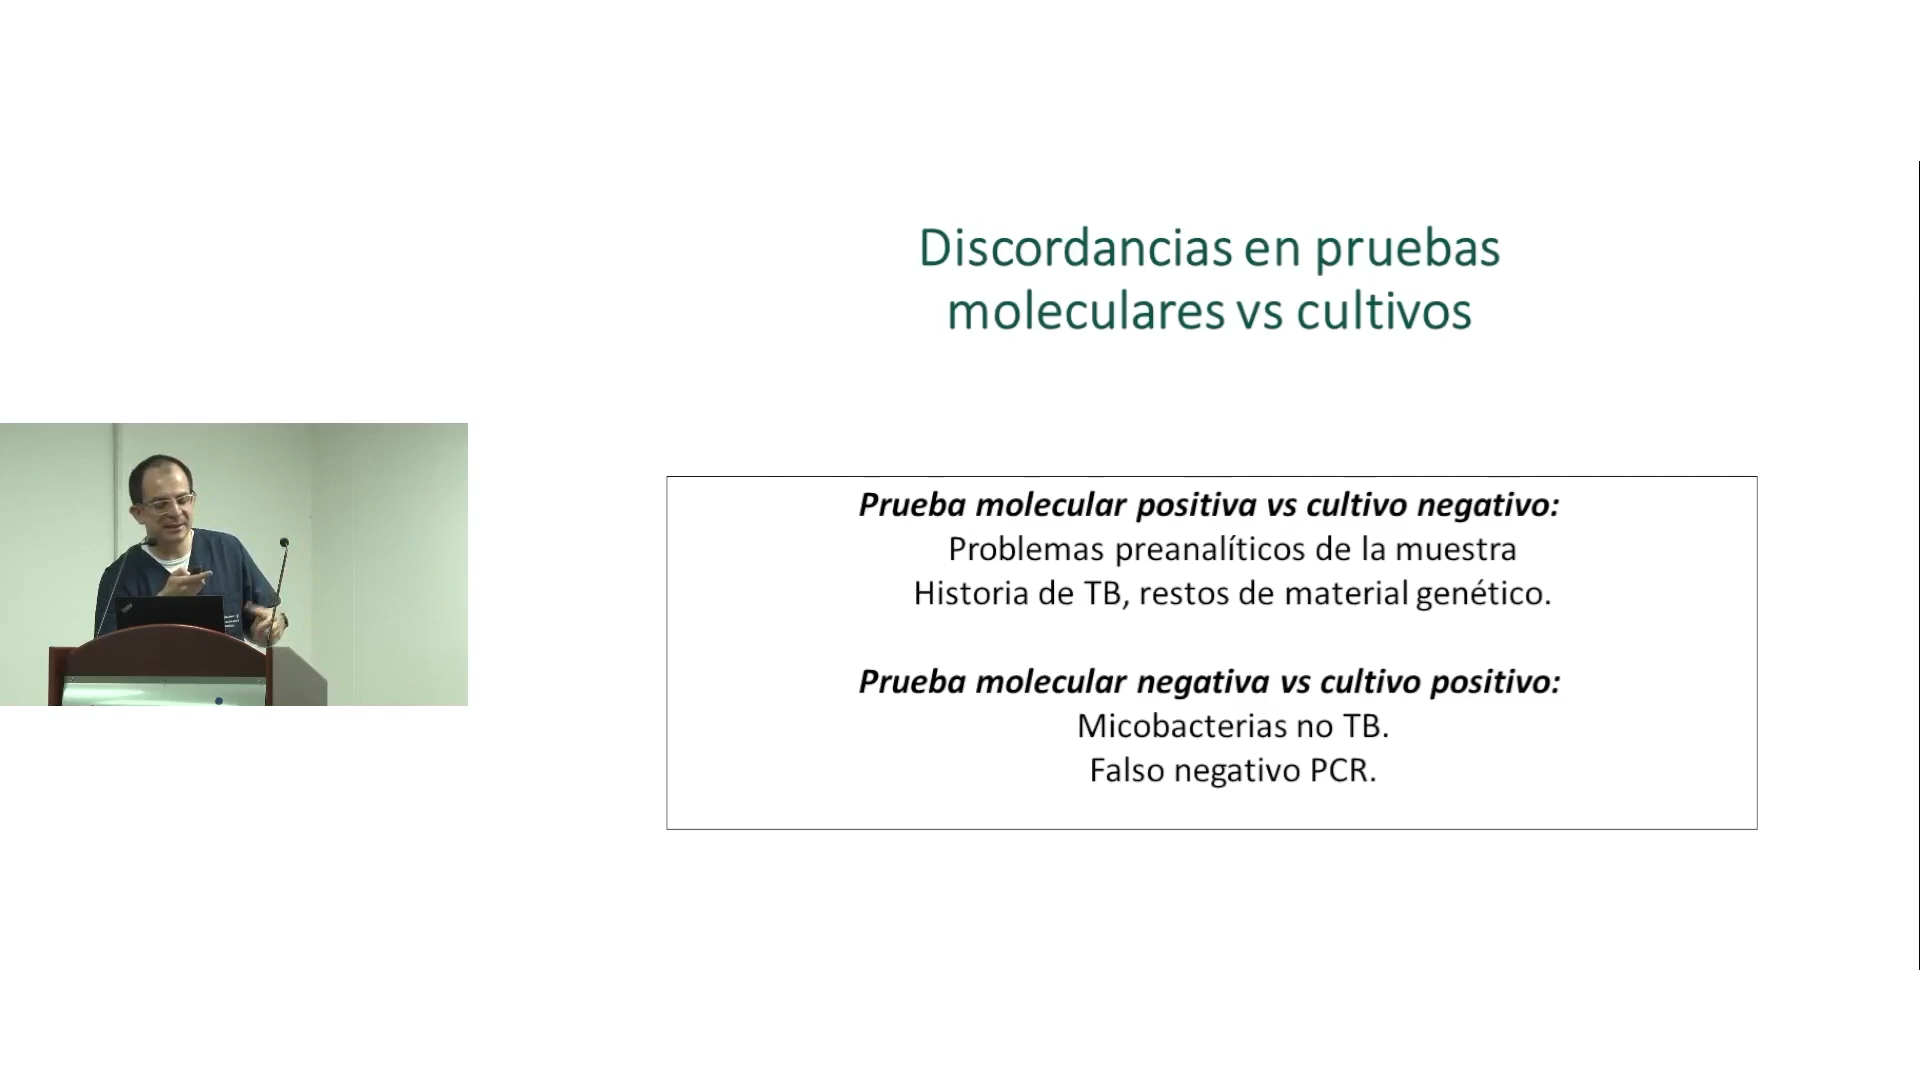 Discordancias en pruebas
moleculares vs cultivos
Prueba molecular positiva vs cultivo negativo:
Problemas preanalíticos de la muestra
Historia de TB, restos de material genético.
Prueba molecular negativa vs cultivo positivo:
Micobacterias no TB.
Falso negativo PCR.